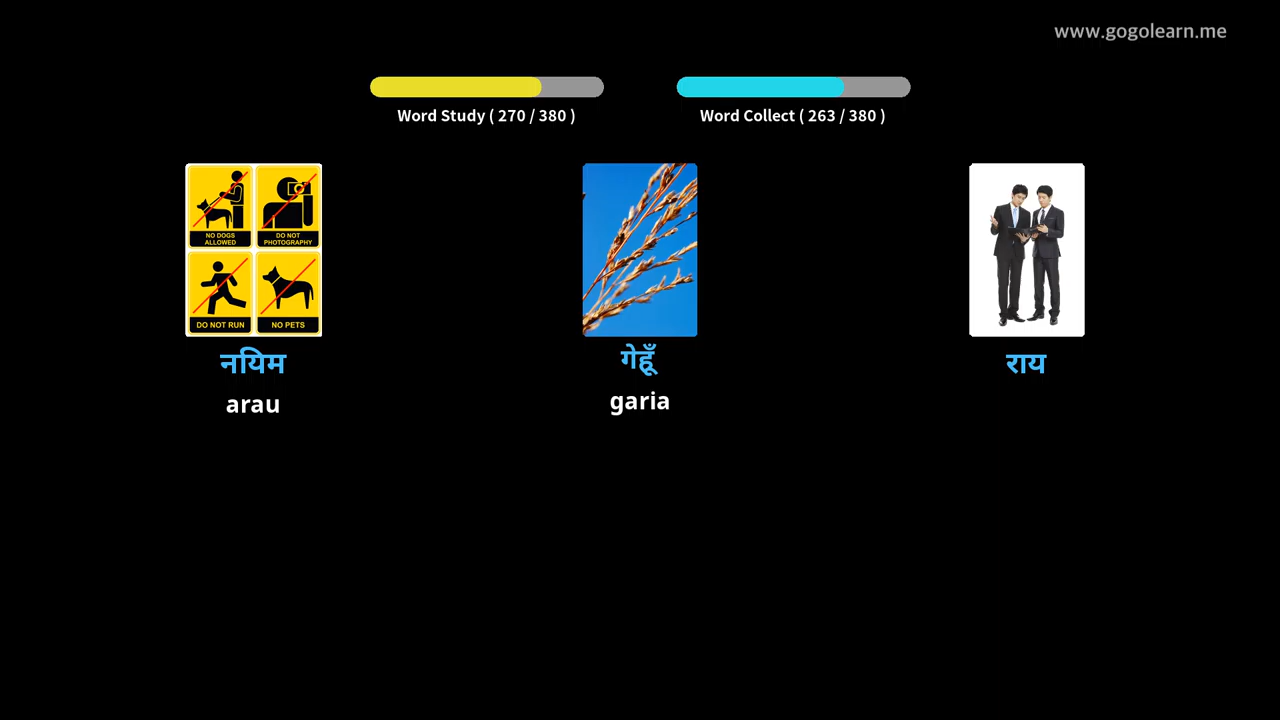 www.gogolearn.me
Word Study ( 270 / 380 )
Word Collect ( 263 / 380 )
NO DOGS
ALLOWED
DO NOT
PHOTOGRAPHY
DO NOT RUN
NO PETS
नयिम
गेहूँ
राय
arau
garia